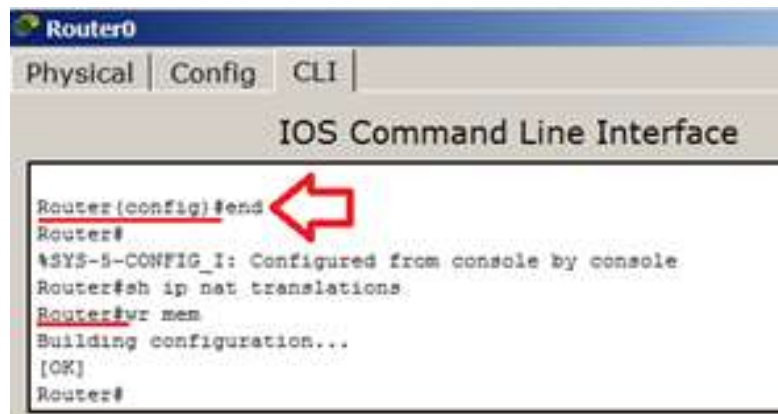 Router0
Physical Config CLI
IOS Command Line Interface
Router(config)#end
Router#
%SYS-5-CONFIG_I: Configured from console by console
Router#sh ip nat translations
Router#wr mem
Building configuration...
[OK]
Router#